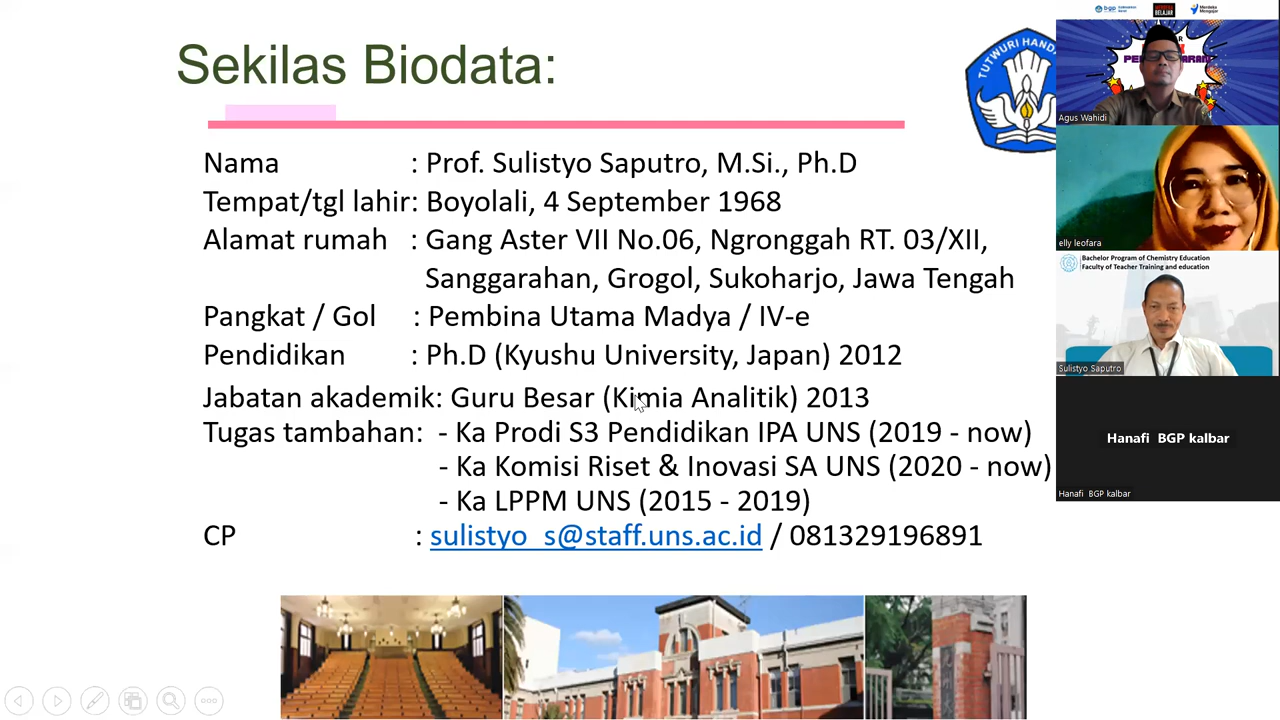 Sekilas Biodata:
TUTWURI HANDA
Nama : Prof. Sulistyo Saputro, M.Si., Ph.D
Tempat/tgl lahir: Boyolali, 4 September 1968
Alamat rumah : Gang Aster VII No.06, Ngronggah RT. 03/XII,
Sanggarahan, Grogol, Sukoharjo, Jawa Tengah
Pangkat / Gol : Pembina Utama Madya / IV-e
Pendidikan : Ph.D (Kyushu University, Japan) 2012
Jabatan akademik: Guru Besar (Kimia Analitik) 2013
Tugas tambahan: - Ka Prodi S3 Pendidikan IPA UNS (2019 - now)
- Ka Komisi Riset & Inovasi SA UNS (2020 - now)
- Ka LPPM UNS (2015 - 2019)
CP : sulistyo_s@staff.uns.ac.id / 081329196891
BELAJAR
Merdeka
Mengajar
Agus Wahidi
elly leofara
Bachelor Program of Chemistry Education
Faculty of Teacher Training and education
Sulistyo Saputro
Hanafi BGP kalbar
Hanafi BGP kalbar